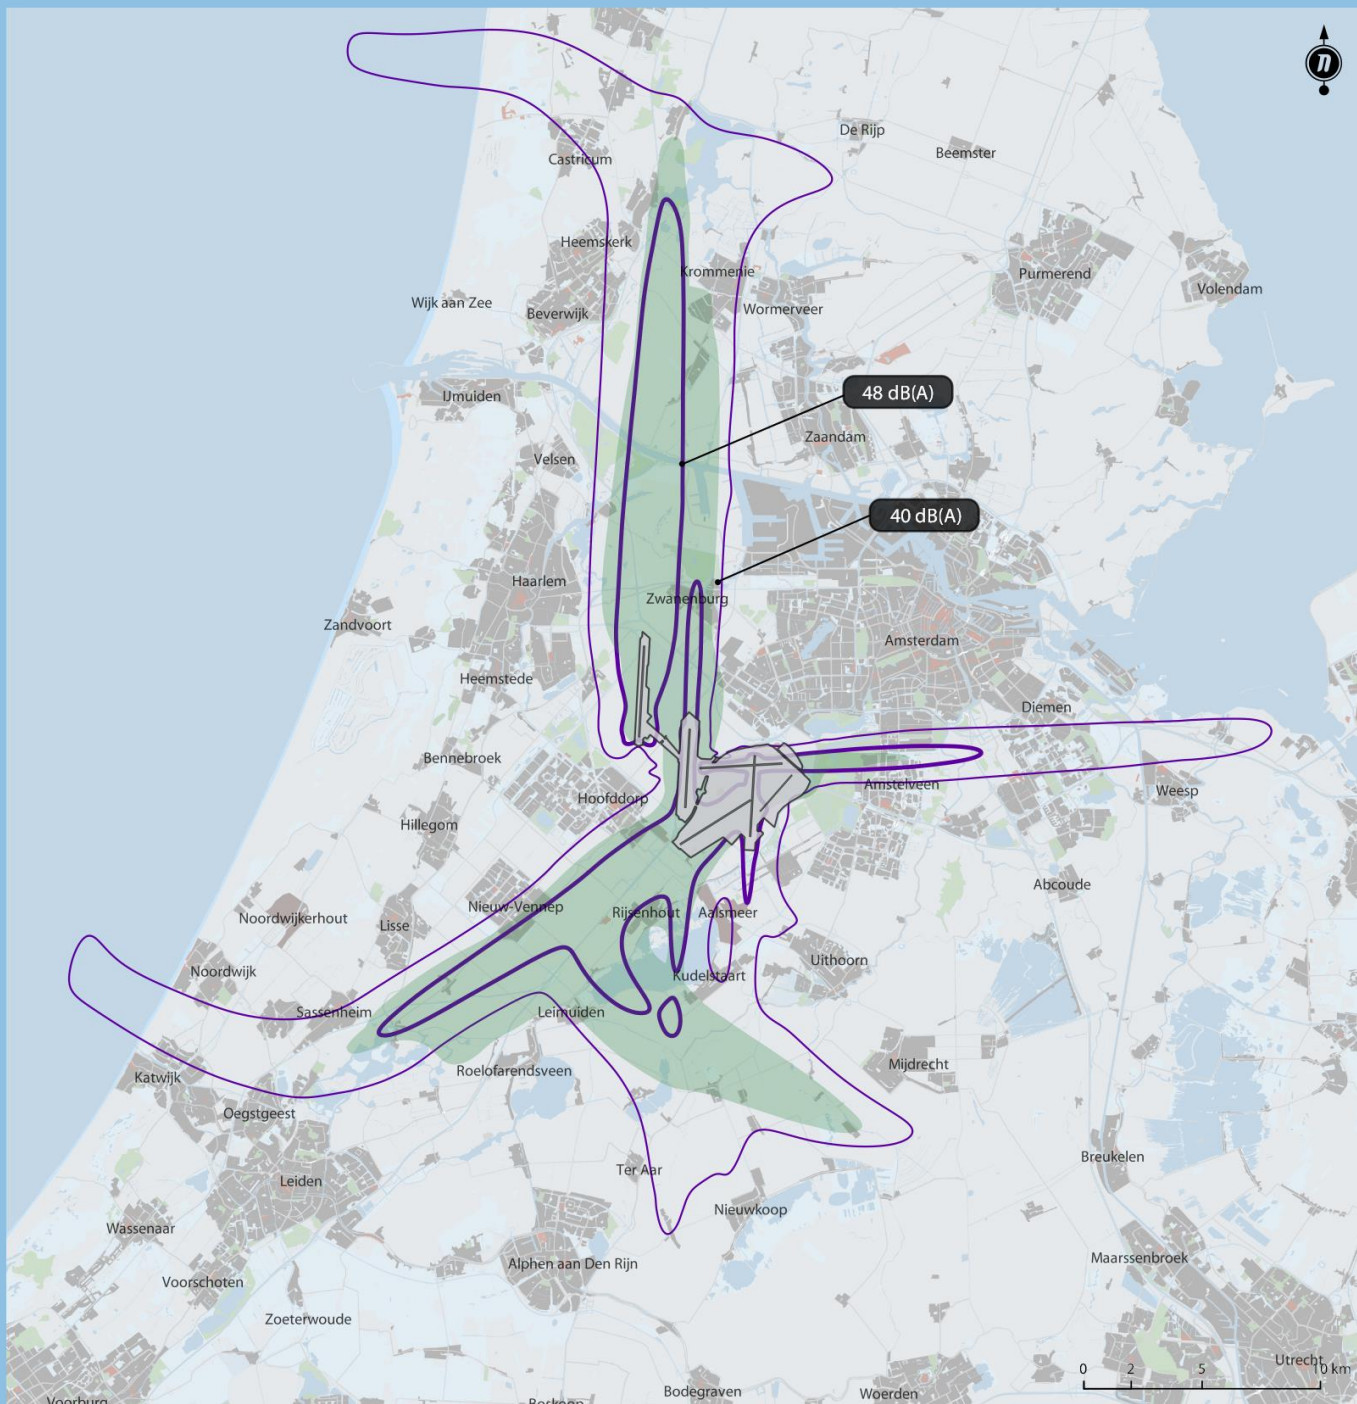 n
De Rijp
Beemster
Castricum
Heemskerk
Krommenie
Purmerend
Volendam
Wijk aan Zee
Beverwijk
Wormerveer
IJmuiden
48 dB(A)
Zaandam
Velsen
40 dB(A)
Haarlem
Zwanenburg
Zandvoort
Amsterdam
Heemstede
Diemen
Bennebroek
Hoofddorp
Amstelveen
Weesp
Hillegom
Abcoude
Nieuw-Vennep
Noordwijkerhout
Lisse
Rijsenhout
Aalsmeer
Uithoorn
Noordwijk
Kudelstaart
Sassenheim
Leimuiden
Mijdrecht
Roelofarendsveen
Katwijk
Oegstgeest
Breukelen
Ter Aar
Leiden
Nieuwkoop
Wassenaar
Maarssenbroek
Alphen aan Den Rijn
Voorschoten
Zoeterwoude
Utrecht
0 2 5 10 km
Bodegraven
Woerden
Voorburg
Boskoop